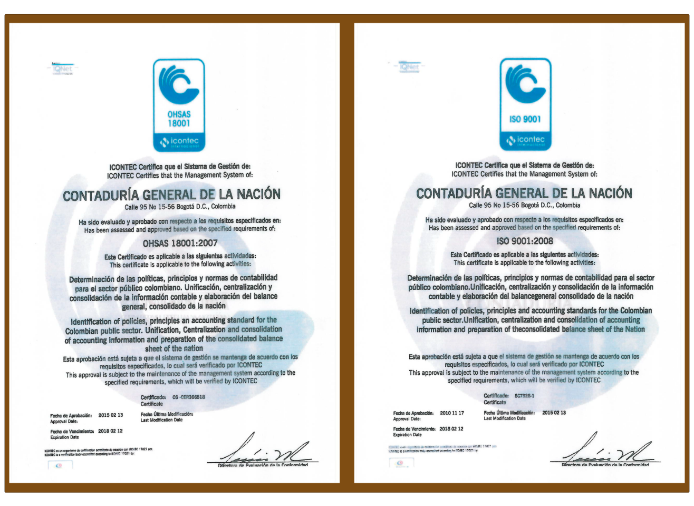 IQNet
OHSAS
18001
icontec
ICONTEC Certifica que el Sistema de Gestión de:
ICONTEC Certifies that the Management System of:
CONTADURÍA GENERAL DE LA NACIÓN
Calle 95 No 15-56 Bogotá D.C., Colombia
Ha sido evaluado y aprobado con respecto a los requisitos especificados en:
Has been assessed and approved based on the specified requirements of:
OHSAS 18001:2007
Este Certificado es aplicable a las siguientes actividades:
This certificate is applicable to the following activities:
Determinación de las políticas, principios y normas de contabilidad
para el sector público colombiano. Unificación, centralización y
consolidación de la información contable y elaboración del balance
general, consolidado de la nación
Identification of policies, principles an accounting standard for the
Colombian public sector. Unification, Centralization and consolidation
of accounting information and preparation of the consolidated balance
sheet of the nation
Esta aprobación está sujeta a que el sistema de gestión se mantenga de acuerdo con los
requisitos especificados, lo cual será verificado por ICONTEC
This approval is subject to the maintenance of the management system according to the
specified requirements, which will be verified by ICONTEC
Certificado:
Certificate
Fecha de Aprobación: 2015 02 13
Approval Date:
Fecha Última Modificación:
Last Modification Date
Fecha de Vencimiento: 2018 02 12
Expiration Date
Directora de Evaluación de la Conformidad
IQNet
ISO 9001
icontec
ICONTEC Certifica que el Sistema de Gestión de:
ICONTEC Certifies that the Management System of:
CONTADURÍA GENERAL DE LA NACIÓN
Calle 95 No 15-56 Bogotá D.C., Colombia
Ha sido evaluado y aprobado con respecto a los requisitos especificados en:
Has been assessed and approved based on the specified requirements of:
ISO 9001:2008
Este Certificado es aplicable a las siguientes actividades:
This certificate is applicable to the following activities:
Determinación de las políticas, principios y normas de contabilidad para el sector
público colombiano.Unificación, centralización y consolidación de la información
contable y elaboración del balancegeneral consolidado de la nación
Identification of policies, principles and accounting standards for the Colombian
public sector.Unification, centralization and consolidation of accounting
information and preparation of theconsolidated balance sheet of the Nation
Esta aprobación está sujeta a que el sistema de gestión se mantenga de acuerdo con los
requisitos especificados, lo cual será verificado por ICONTEC
This approval is subject to the maintenance of the management system according to the
specified requirements, which will be verified by ICONTEC
Certificado:
Certificate
Fecha de Aprobación: 2010 11 17
Approval Date:
Fecha Última Modificación: 2015 02 13
Last Modification Date
Fecha de Vencimiento: 2018 02 12
Expiration Date
Directora de Evaluación de la Conformidad